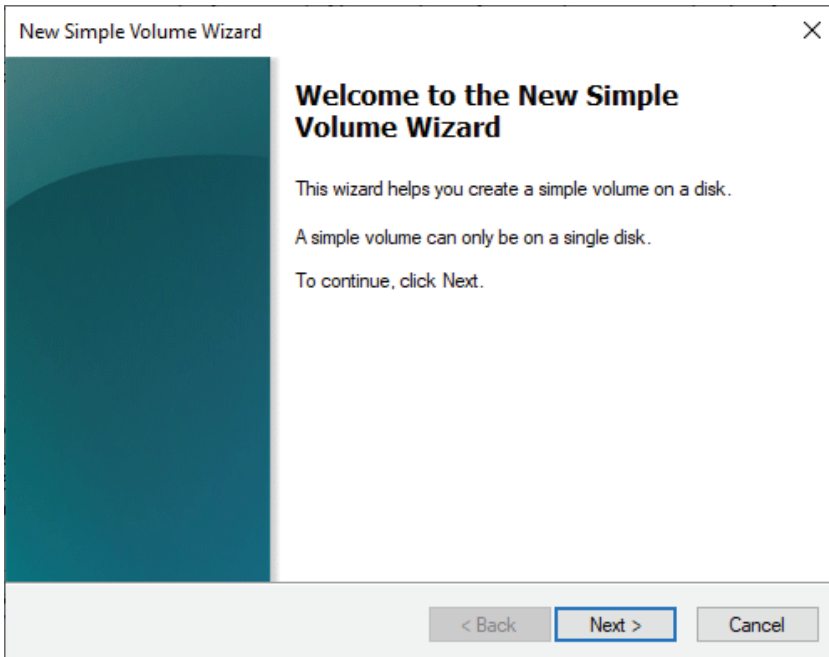 New Simple Volume Wizard
Welcome to the New Simple
Volume Wizard
This wizard helps you create a simple volume on a disk.
A simple volume can only be on a single disk.
To continue, click Next.
< Back
Next >
Cancel